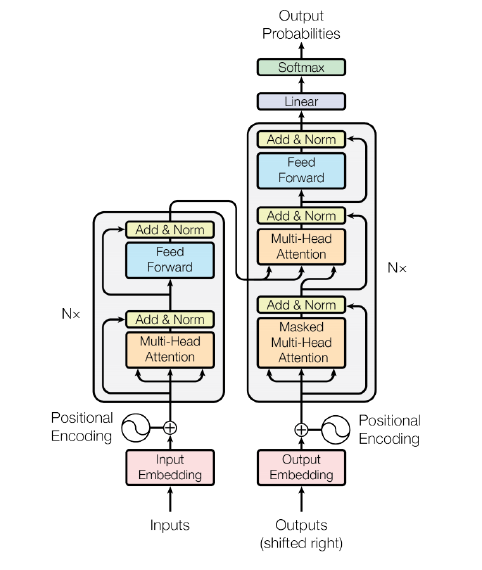 Output
Probabilities
Softmax
Linear
Add & Norm
Feed
Forward
Add & Norm
Multi-Head
Attention
Add & Norm
Masked
Multi-Head
Attention
Nx
Positional
Encoding
Output
Embedding
Outputs
(shifted right)
Add & Norm
Feed
Forward
Add & Norm
Multi-Head
Attention
Nx
Positional
Encoding
Input
Embedding
Inputs